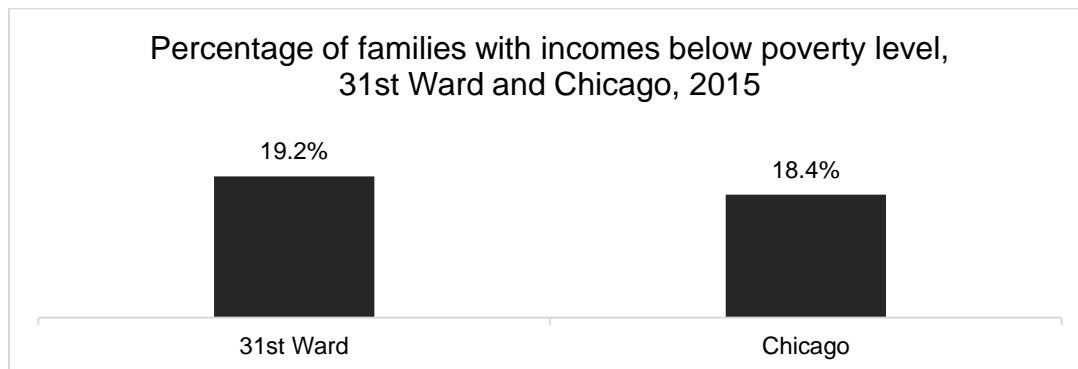 Percentage of families with incomes below poverty level,
31st Ward and Chicago, 2015
19.2%
18.4%
31st Ward
Chicago